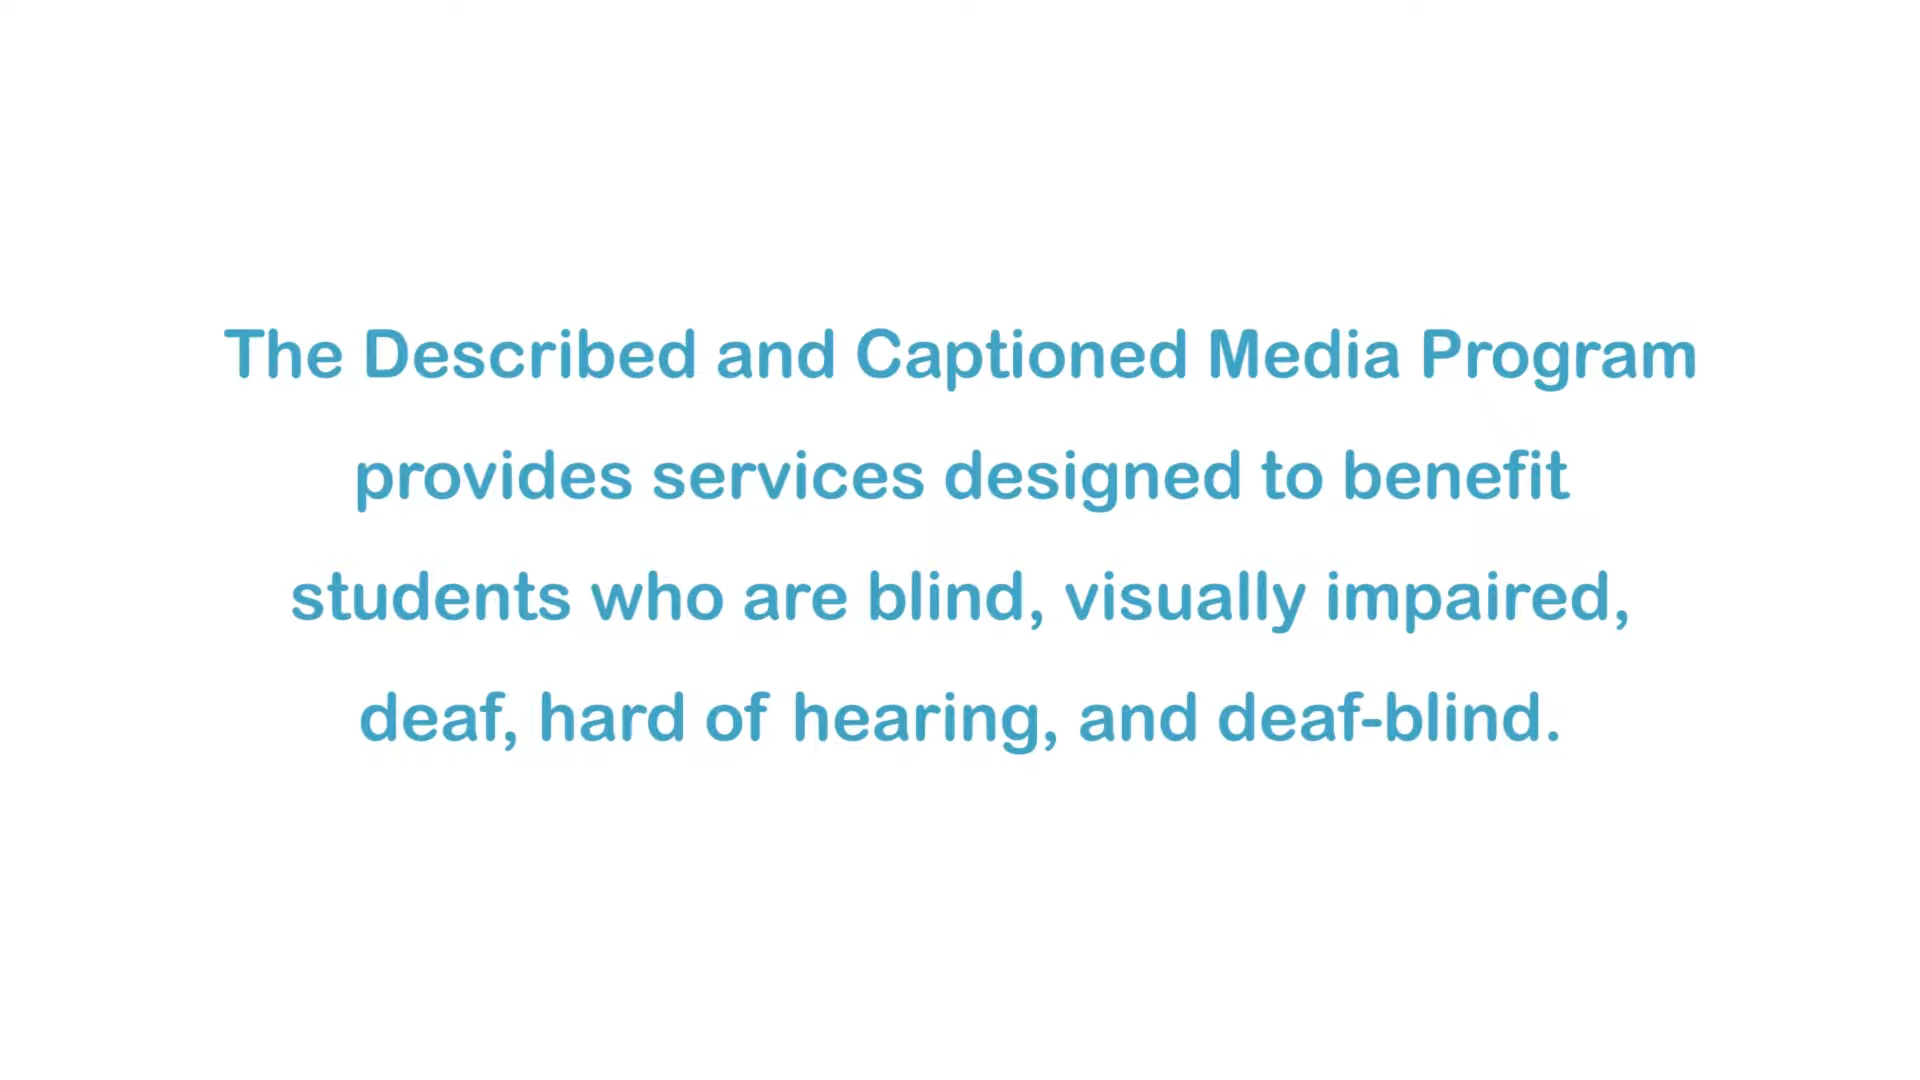 The Described and Captioned Media Program
provides services designed to benefit
students who are blind, visually impaired,
deaf, hard of hearing, and deaf-blind.